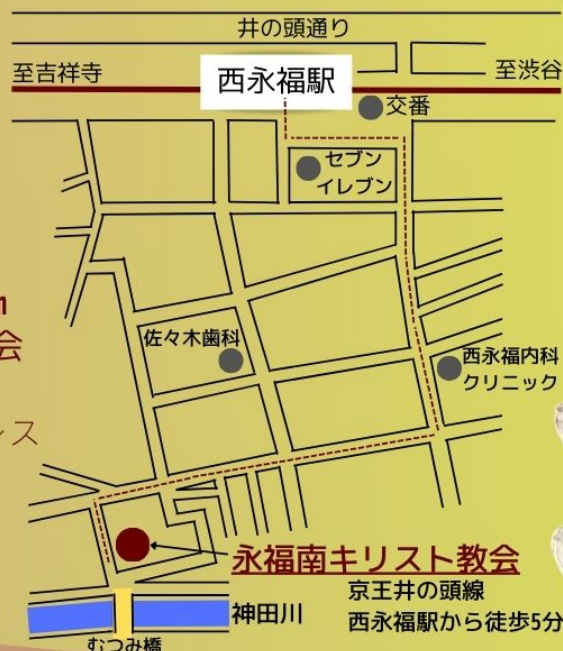 井の頭通り
至吉祥寺
西永福駅
至渋谷
交番
セブン
イレブン
会
佐々木歯科
西永福内科
クリニック
ス
永福南キリスト教会
京王井の頭線
西永福駅から徒歩5分
神田川
むつみ橋